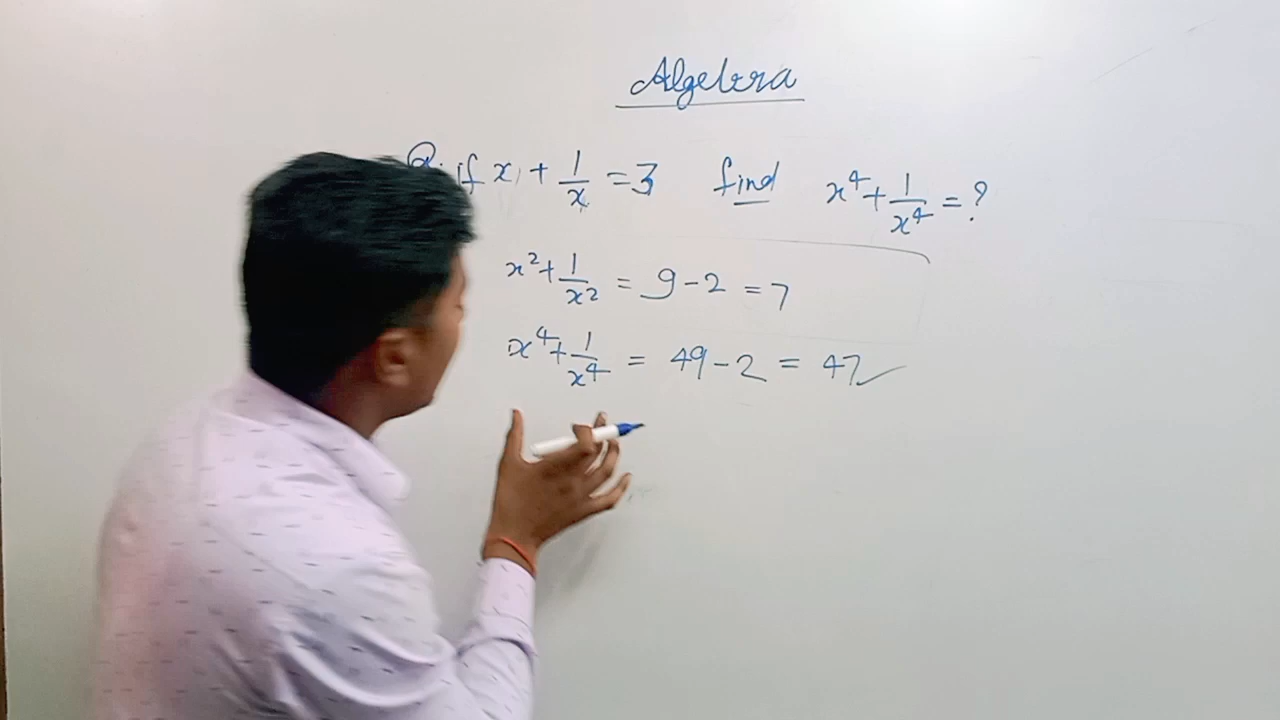 Algebra
Q. if x + 1/x = 3 find x⁴ + 1/x⁴ = ?
x² + 1/x² = 9 - 2 = 7
x⁴ + 1/x⁴ = 49 - 2 = 47